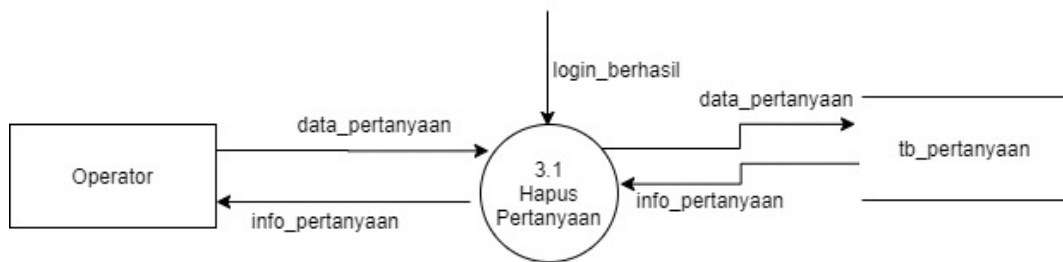 login_berhasil
data_pertanyaan
data_pertanyaan
Operator
3.1
Hapus
Pertanyaan
tb_pertanyaan
info_pertanyaan
info_pertanyaan